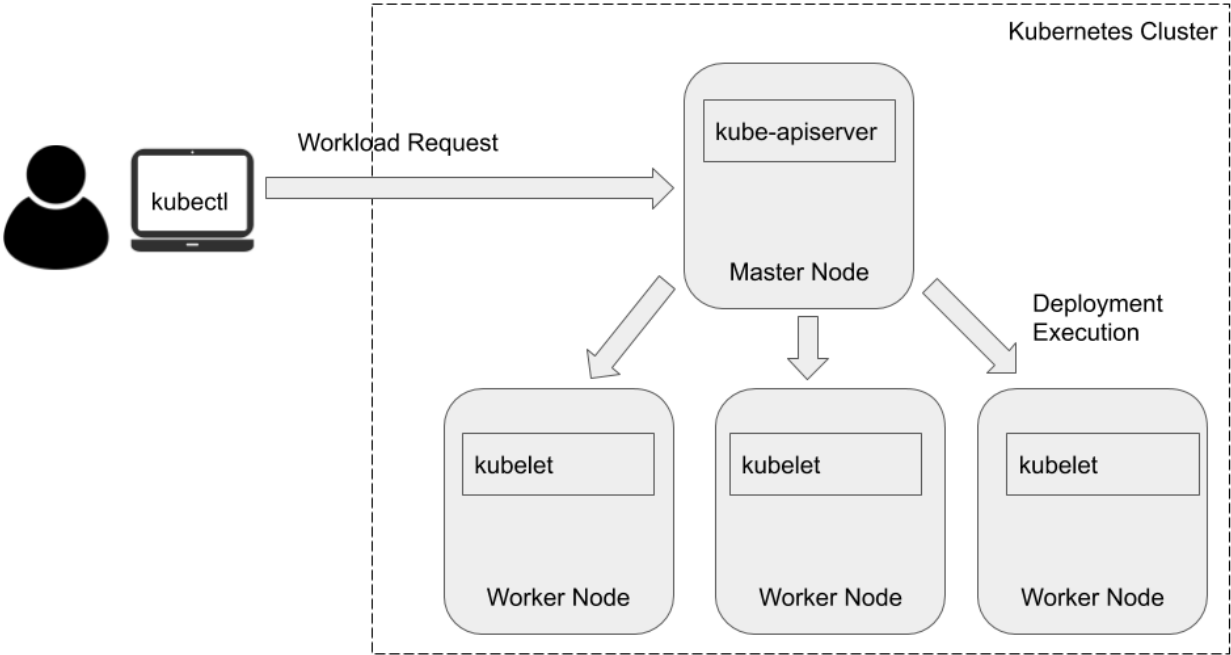 Kubernetes Cluster
kube-apiserver
Workload Request
kubectl
Master Node
Deployment
Execution
kubelet
kubelet
kubelet
Worker Node
Worker Node
Worker Node